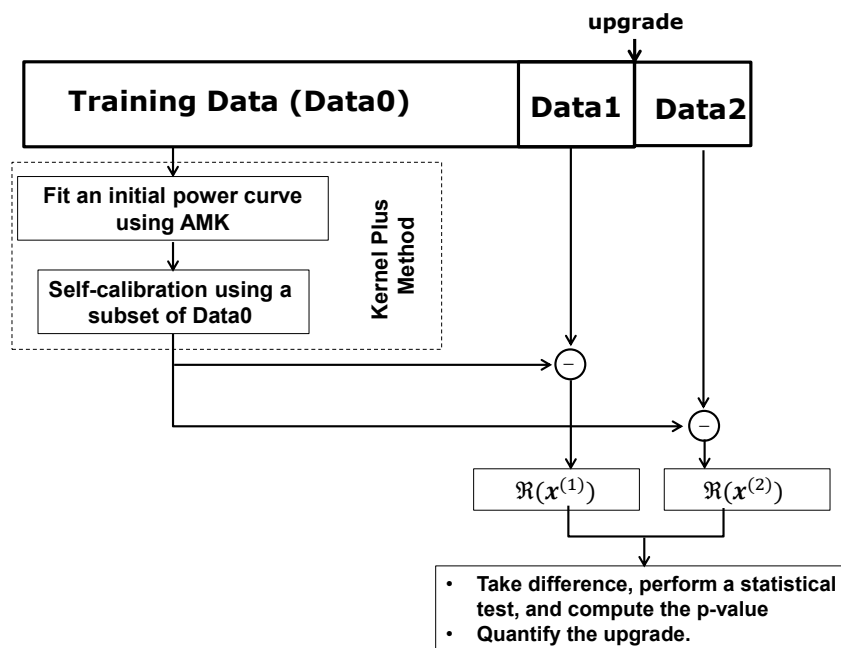 upgrade
Training Data (Data0)
Data1
Data2
Fit an initial power curve
using AMK
Self-calibration using a
subset of Data0
Kernel Plus
Method
−
−
ℜ(𝒙⁽¹⁾)
ℜ(𝒙⁽²⁾)
• Take difference, perform a statistical
test, and compute the p-value
• Quantify the upgrade.